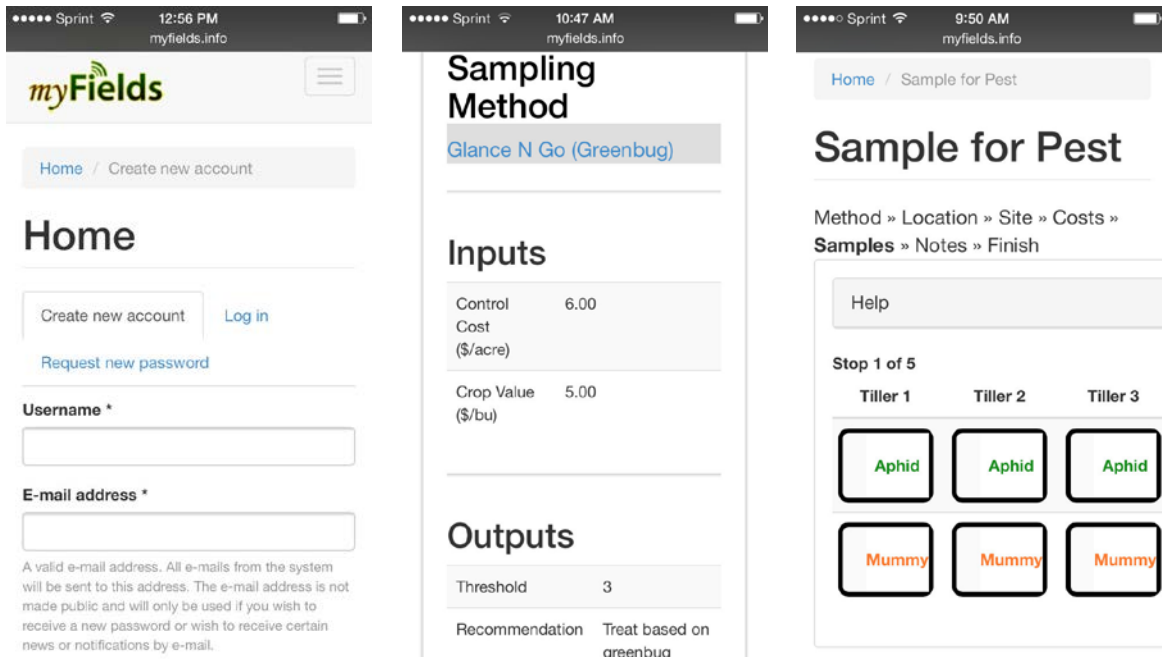 Sprint 12:56 PM
myfields.info
myFields
Home / Create new account
Home
Create new account Log in
Request new password
Username *
E-mail address *
A valid e-mail address. All e-mails from the system
will be sent to this address. The e-mail address is not
made public and will only be used if you wish to
receive a new password or wish to receive certain
news or notifications by e-mail.
Sprint 10:47 AM
myfields.info
Sampling
Method
Glance N Go (Greenbug)
Inputs
Control 6.00
Cost
($/acre)
Crop Value 5.00
($/bu)
Outputs
Threshold 3
Recommendation Treat based on
greenbug
Sprint 9:50 AM
myfields.info
Home / Sample for Pest
Sample for Pest
Method » Location » Site » Costs »
Samples » Notes » Finish
Help
Stop 1 of 5
Tiller 1 Tiller 2 Tiller 3
Aphid Aphid Aphid
Mummy Mummy Mummy